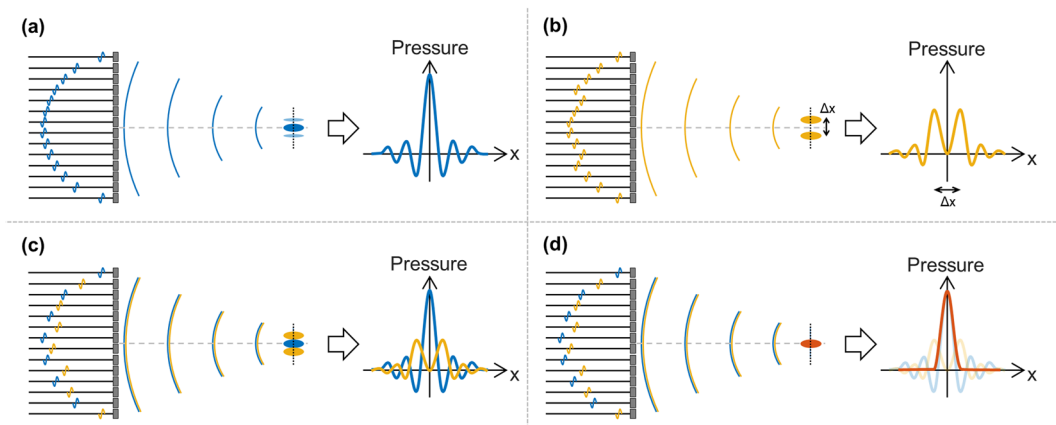 (a)
Pressure
x
(b)
Pressure
Δx
x
Δx
(c)
Pressure
x
(d)
Pressure
x